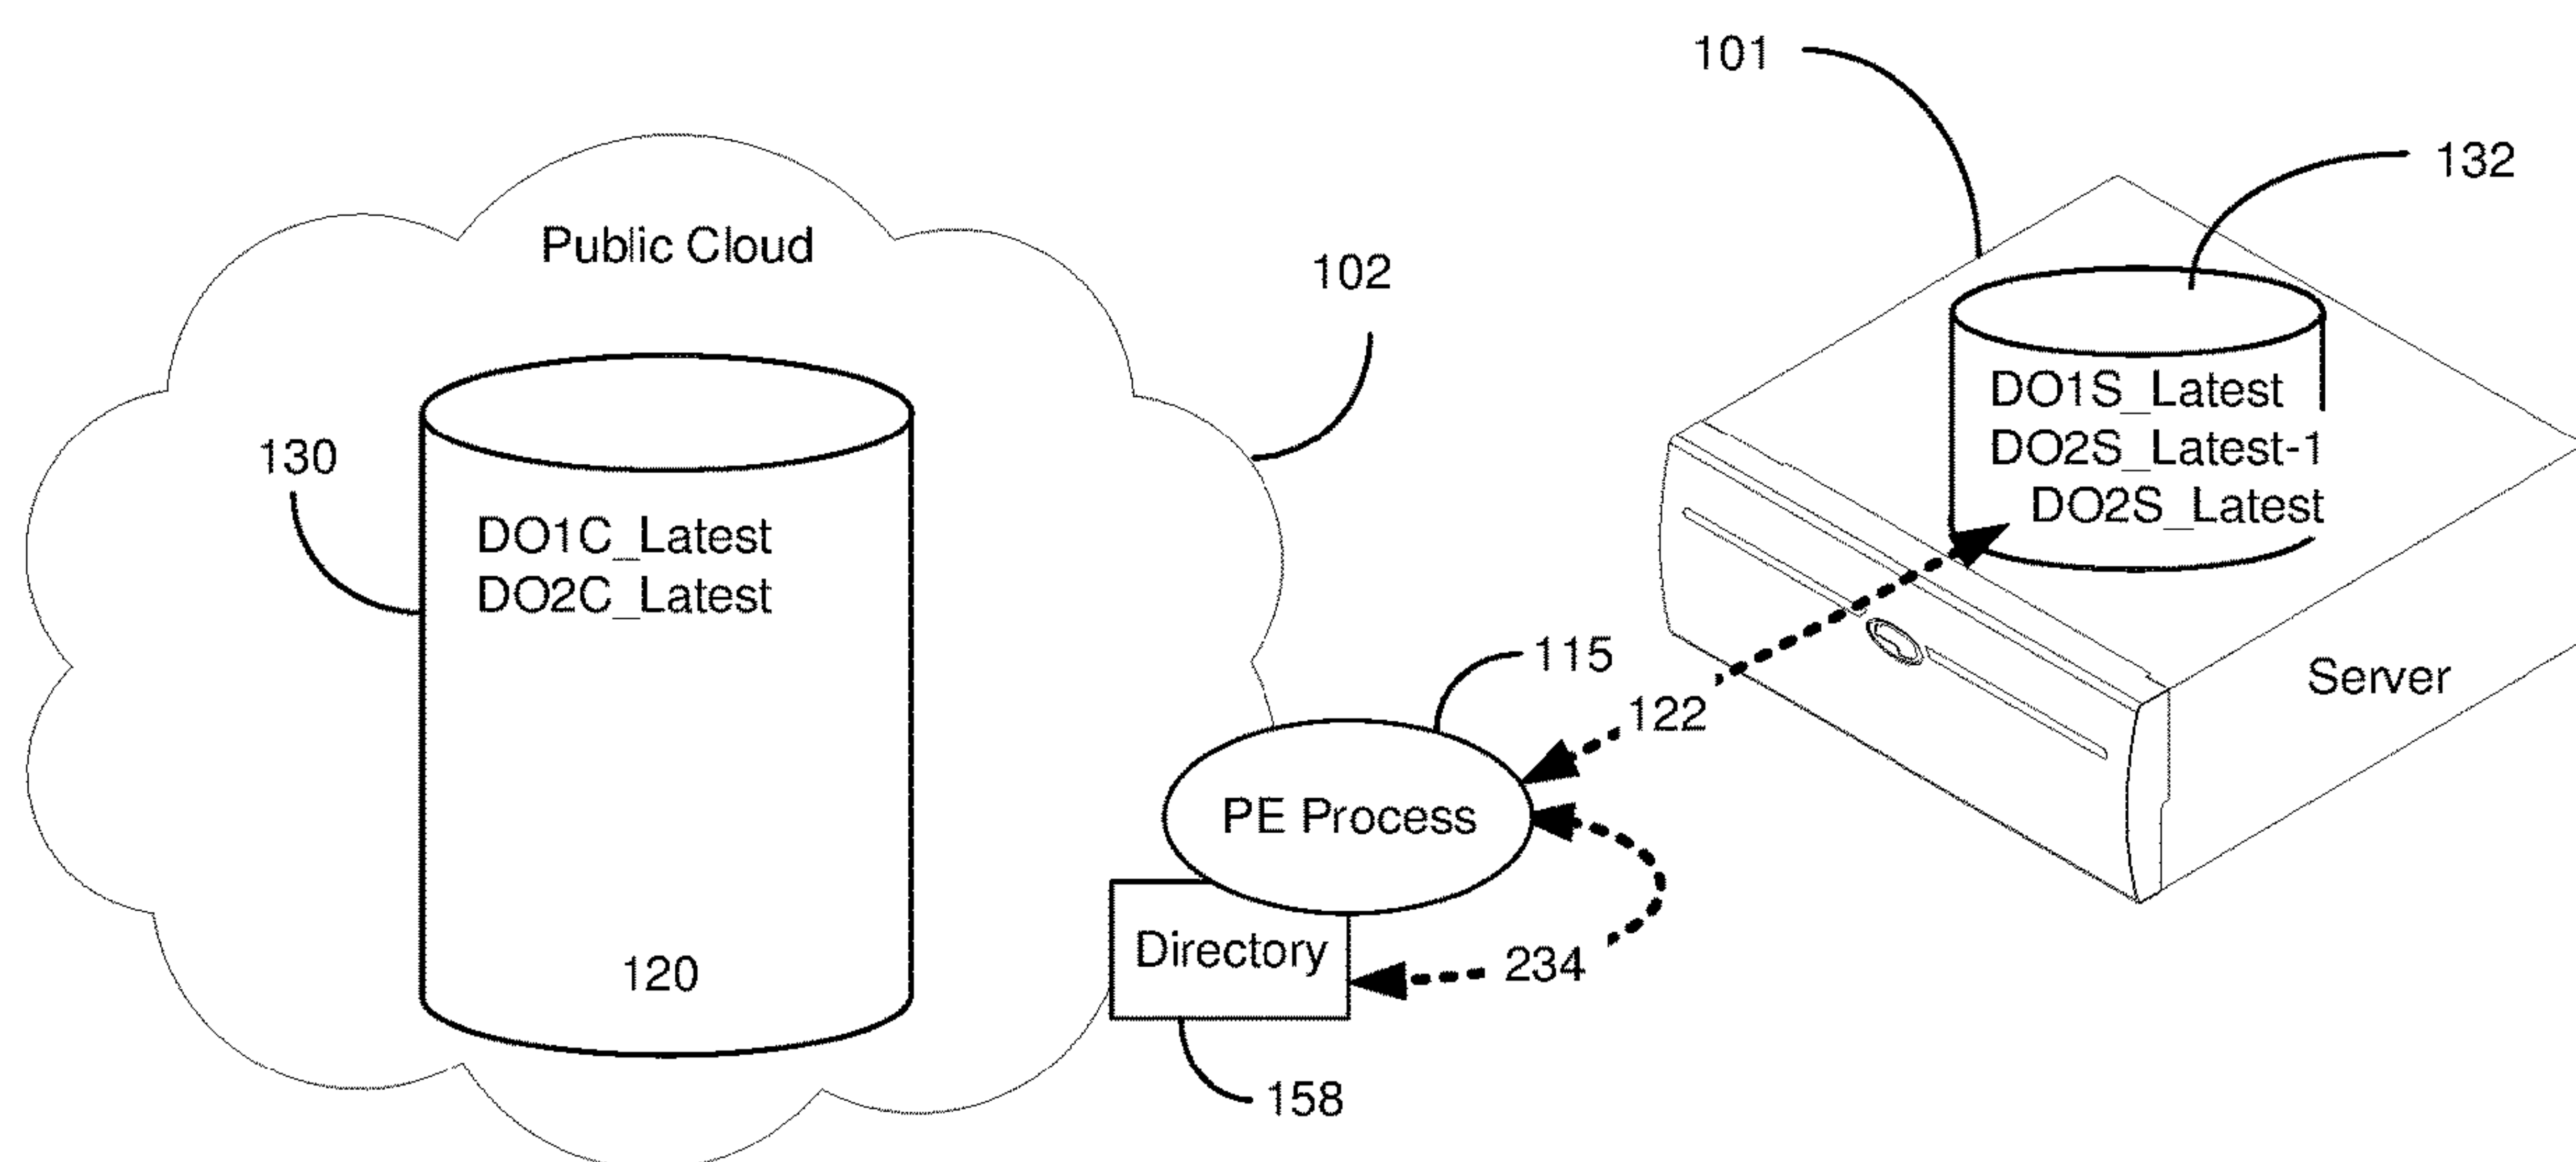 101
132
Public Cloud
102
DO1S_Latest
DO2S_Latest-1
DO2S_Latest
130
DO1C_Latest
DO2C_Latest
115
Server
122
PE Process
Directory
234
120
158